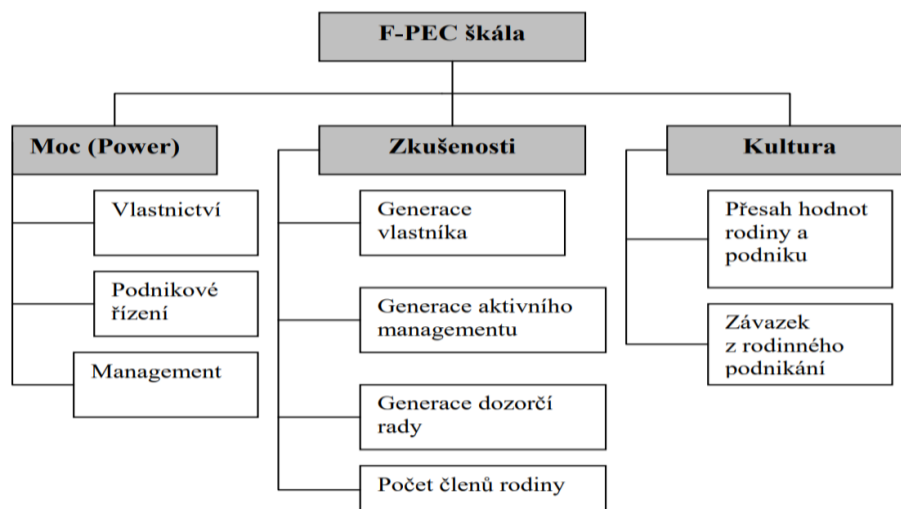 F-PEC škála
Moc (Power)
Vlastnictví
Podnikové
řízení
Management
Zkušenosti
Generace
vlastníka
Generace aktivního
managementu
Generace dozorčí
rady
Počet členů rodiny
Kultura
Přesah hodnot
rodiny a
podniku
Závazek
z rodinného
podnikání